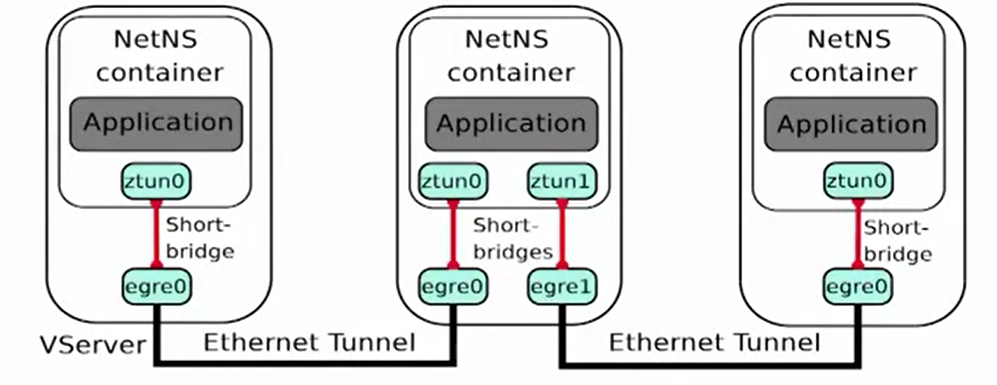 NetNS
container
Application
ztun0
Short-
bridge
egre0
VServer
Ethernet Tunnel
NetNS
container
Application
ztun0
ztun1
Short-
bridges
egre0
egre1
Ethernet Tunnel
NetNS
container
Application
ztun0
Short-
bridge
egre0